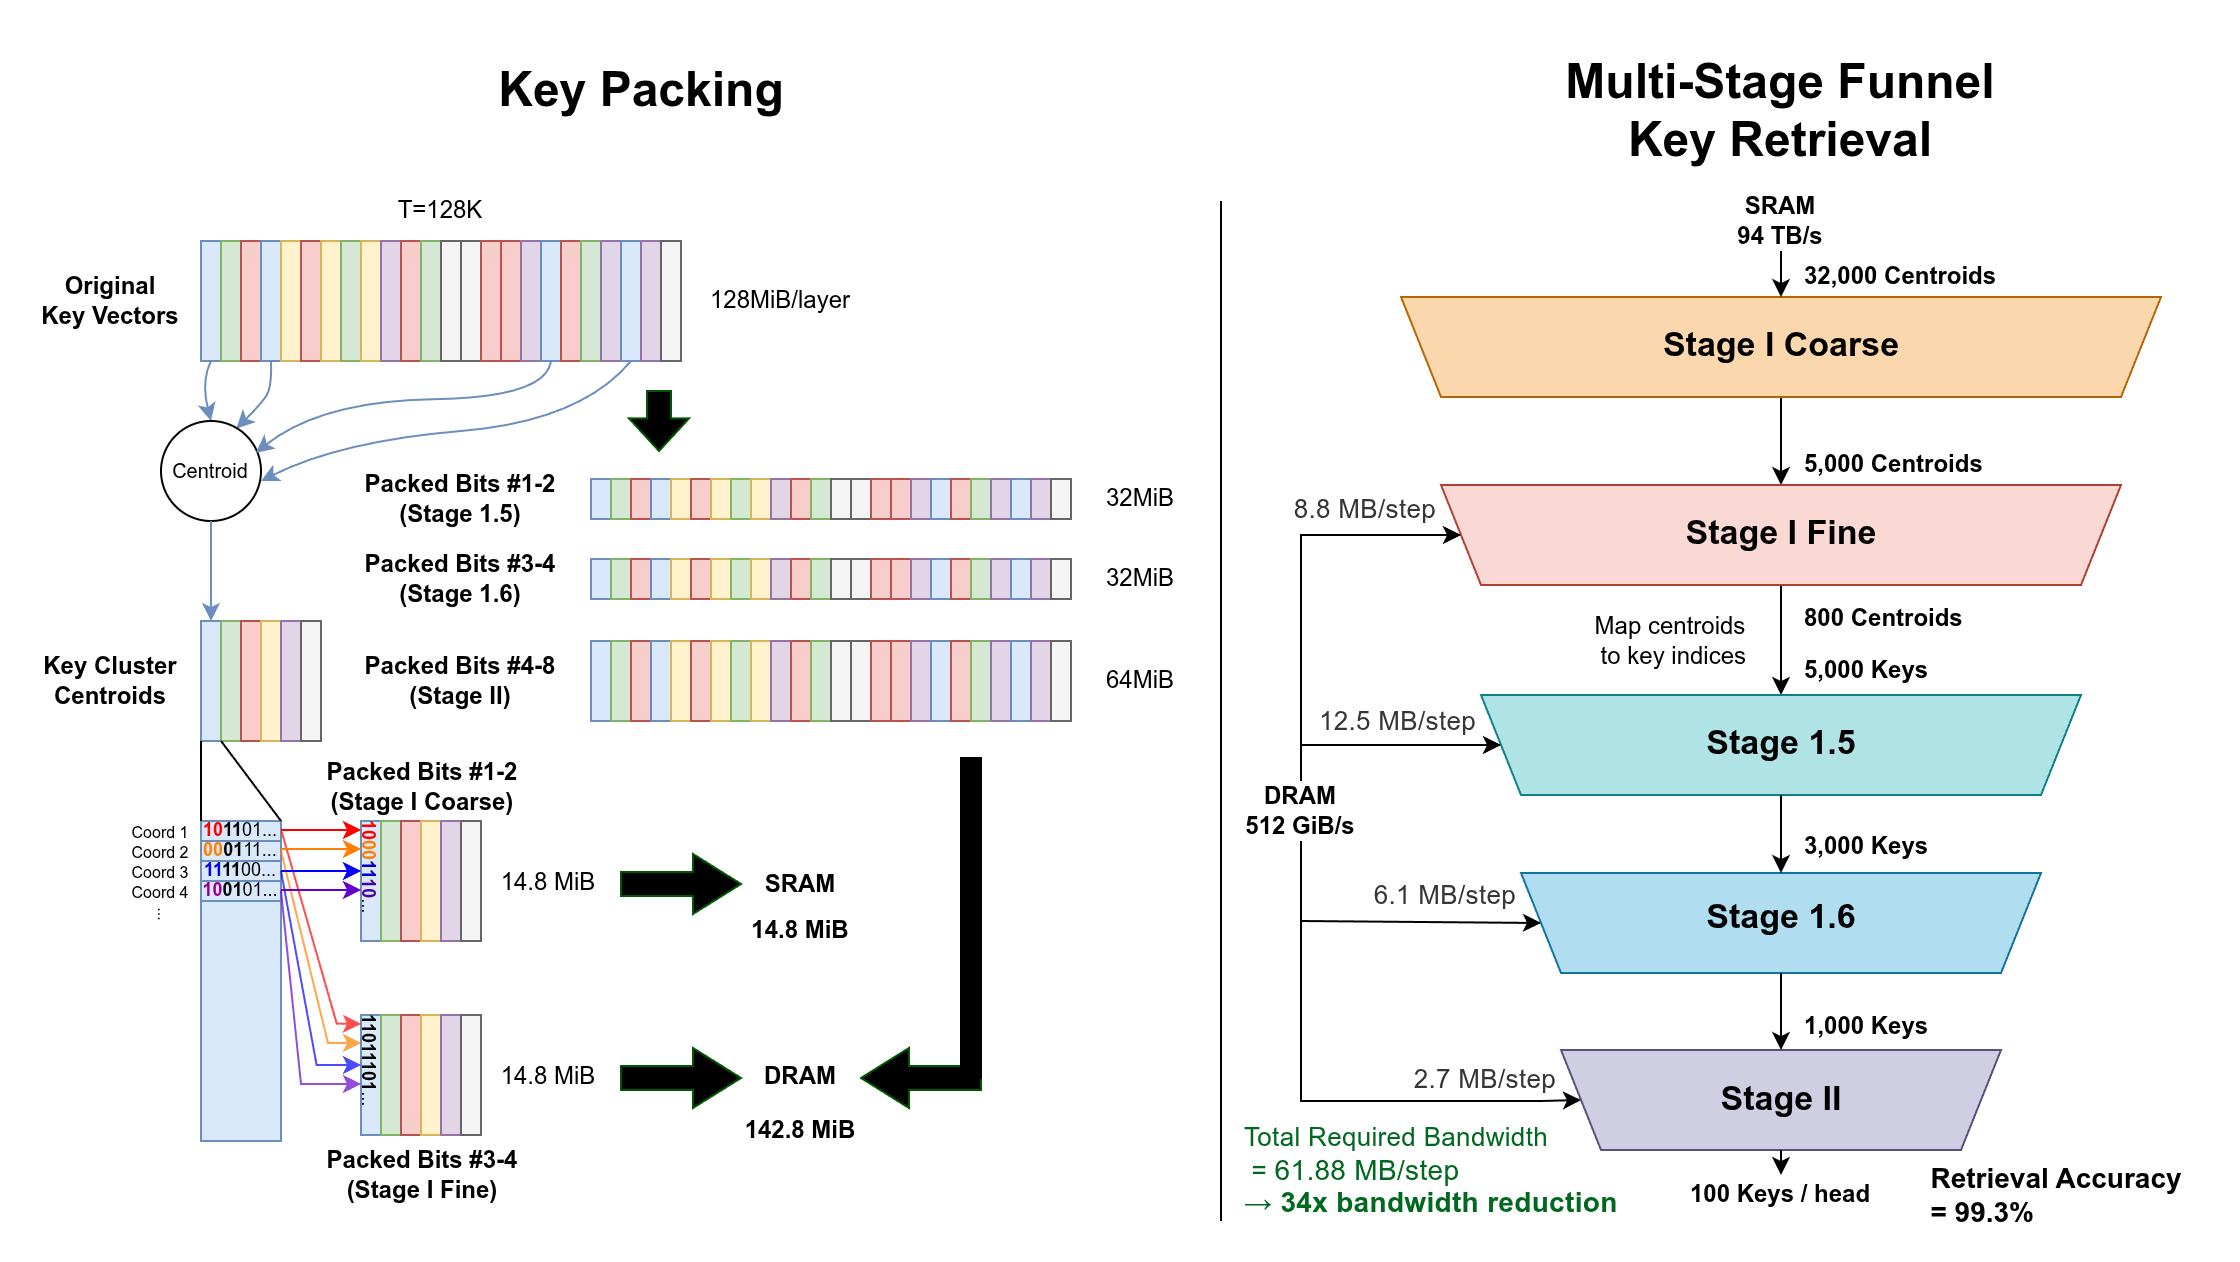 Key Packing
T=128K
Original
Key Vectors
128MiB/layer
Centroid
Packed Bits #1-2
(Stage 1.5)
32MiB
Packed Bits #3-4
(Stage 1.6)
32MiB
Key Cluster
Centroids
Packed Bits #4-8
(Stage II)
64MiB
Packed Bits #1-2
(Stage I Coarse)
Coord 1
101101...
Coord 2
000111...
Coord 3
111100...
Coord 4
100101...
...
10001110...
14.8 MiB
SRAM
14.8 MiB
11011101...
14.8 MiB
DRAM
142.8 MiB
Packed Bits #3-4
(Stage I Fine)
Multi-Stage Funnel
Key Retrieval
SRAM
94 TB/s
32,000 Centroids
Stage I Coarse
5,000 Centroids
8.8 MB/step
Stage I Fine
800 Centroids
Map centroids
to key indices
5,000 Keys
12.5 MB/step
Stage 1.5
DRAM
512 GiB/s
3,000 Keys
6.1 MB/step
Stage 1.6
1,000 Keys
2.7 MB/step
Stage II
Total Required Bandwidth
= 61.88 MB/step
→ 34x bandwidth reduction
100 Keys / head
Retrieval Accuracy
= 99.3%